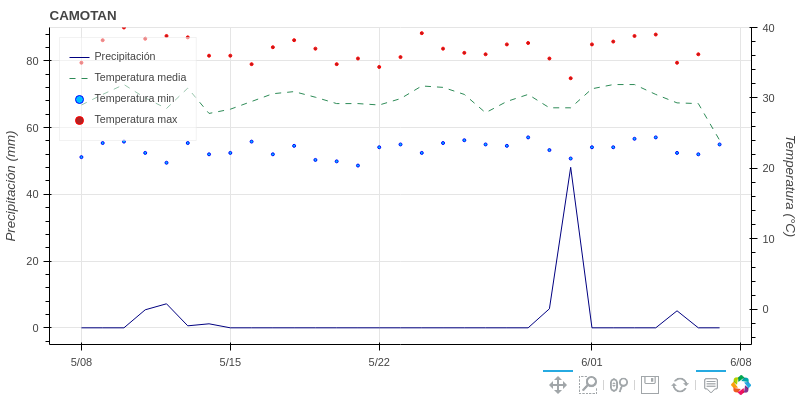 CAMOTAN
Precipitación
Temperatura media
Temperatura min
Temperatura max
Precipitación (mm)
80
60
40
20
0
40
30
20
10
0
Temperatura (°C)
5/08
5/15
5/22
6/01
6/08